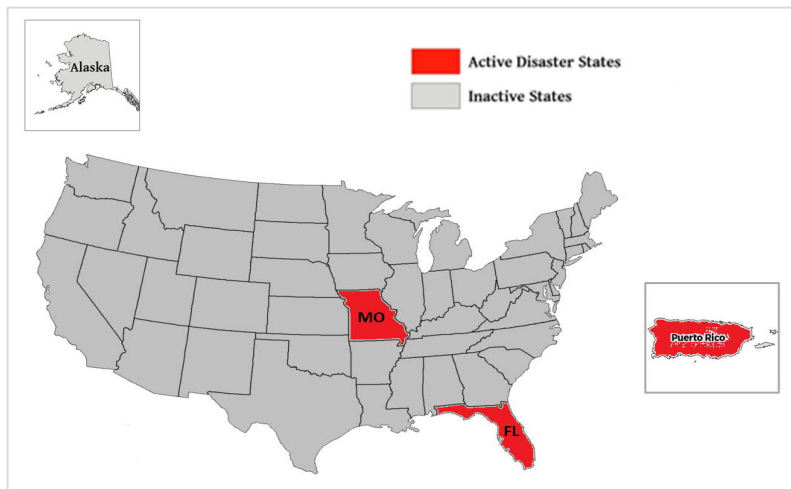 Alaska
Active Disaster States
Inactive States
MO
Puerto Rico
FL